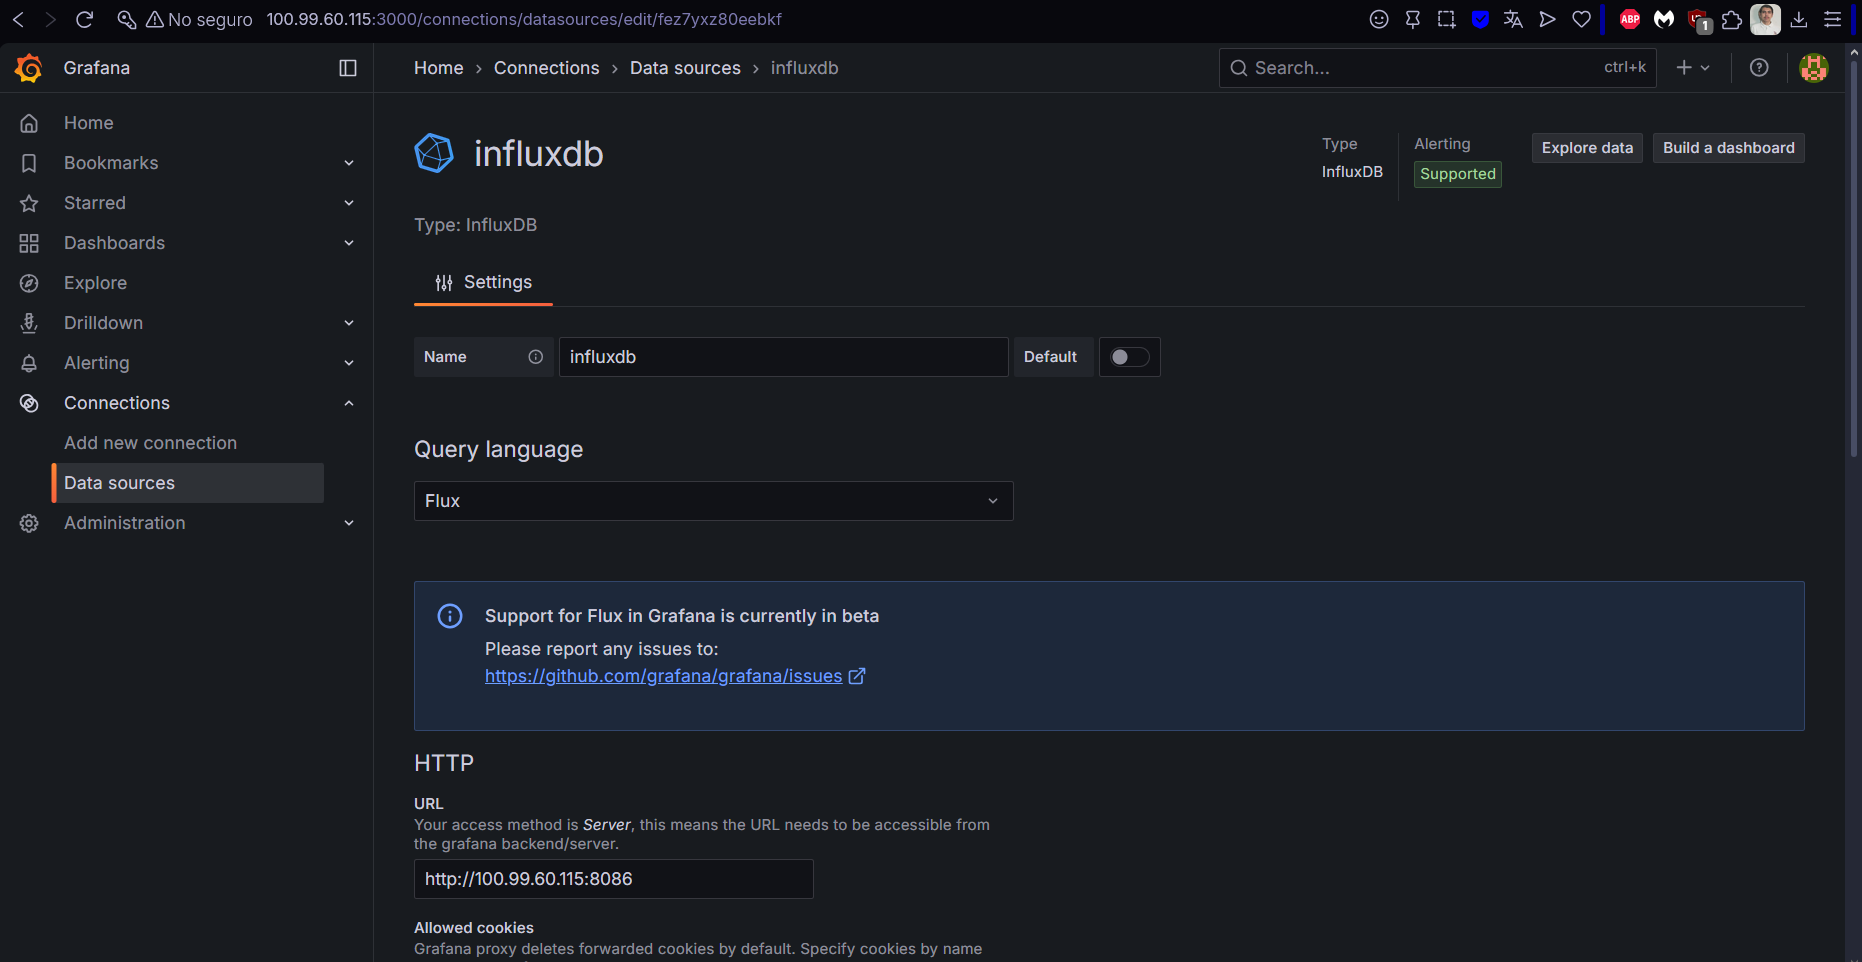 No seguro 100.99.60.115:3000/connections/datasources/edit/fez7yxz80eebkf
ABP
1
Grafana
Home › Connections › Data sources › influxdb
Search... ctrl+k
Home
Bookmarks
Starred
Dashboards
Explore
Drilldown
Alerting
Connections
Add new connection
Data sources
Administration
influxdb
Type
InfluxDB
Alerting
Supported
Explore data
Build a dashboard
Type: InfluxDB
Settings
Name
influxdb
Default
Query language
Flux
Support for Flux in Grafana is currently in beta
Please report any issues to:
https://github.com/grafana/grafana/issues
HTTP
URL
Your access method is Server, this means the URL needs to be accessible from
the grafana backend/server.
http://100.99.60.115:8086
Allowed cookies
Grafana proxy deletes forwarded cookies by default. Specify cookies by name